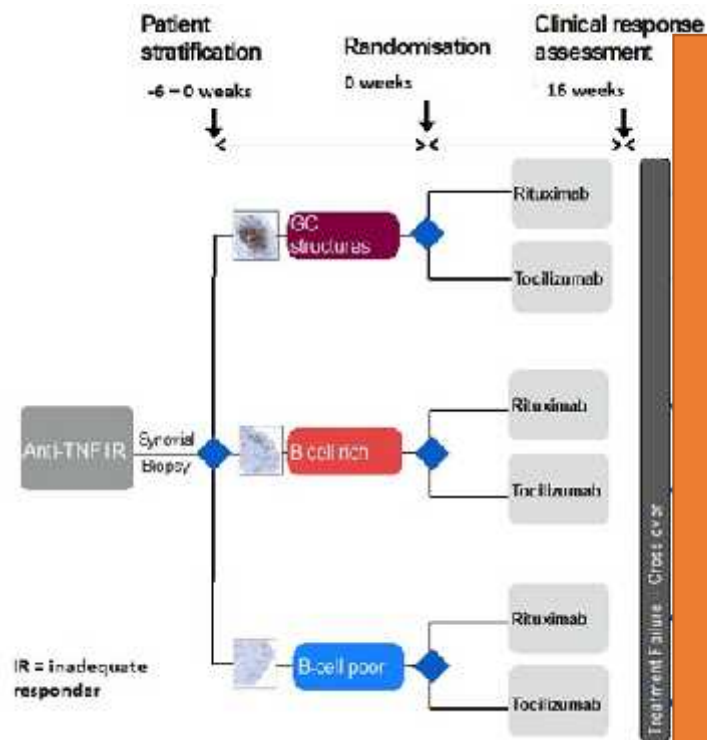 Patient
stratification
-6 – 0 weeks
Randomisation
0 weeks
Clinical response
assessment
16 weeks
GC
structures
Rituximab
Tocilizumab
Anti-TNF IR
Synovial
Biopsy
B cell rich
Rituximab
Tocilizumab
B-cell poor
Rituximab
Tocilizumab
IR = inadequate
responder
Treatment Failure - Cross over